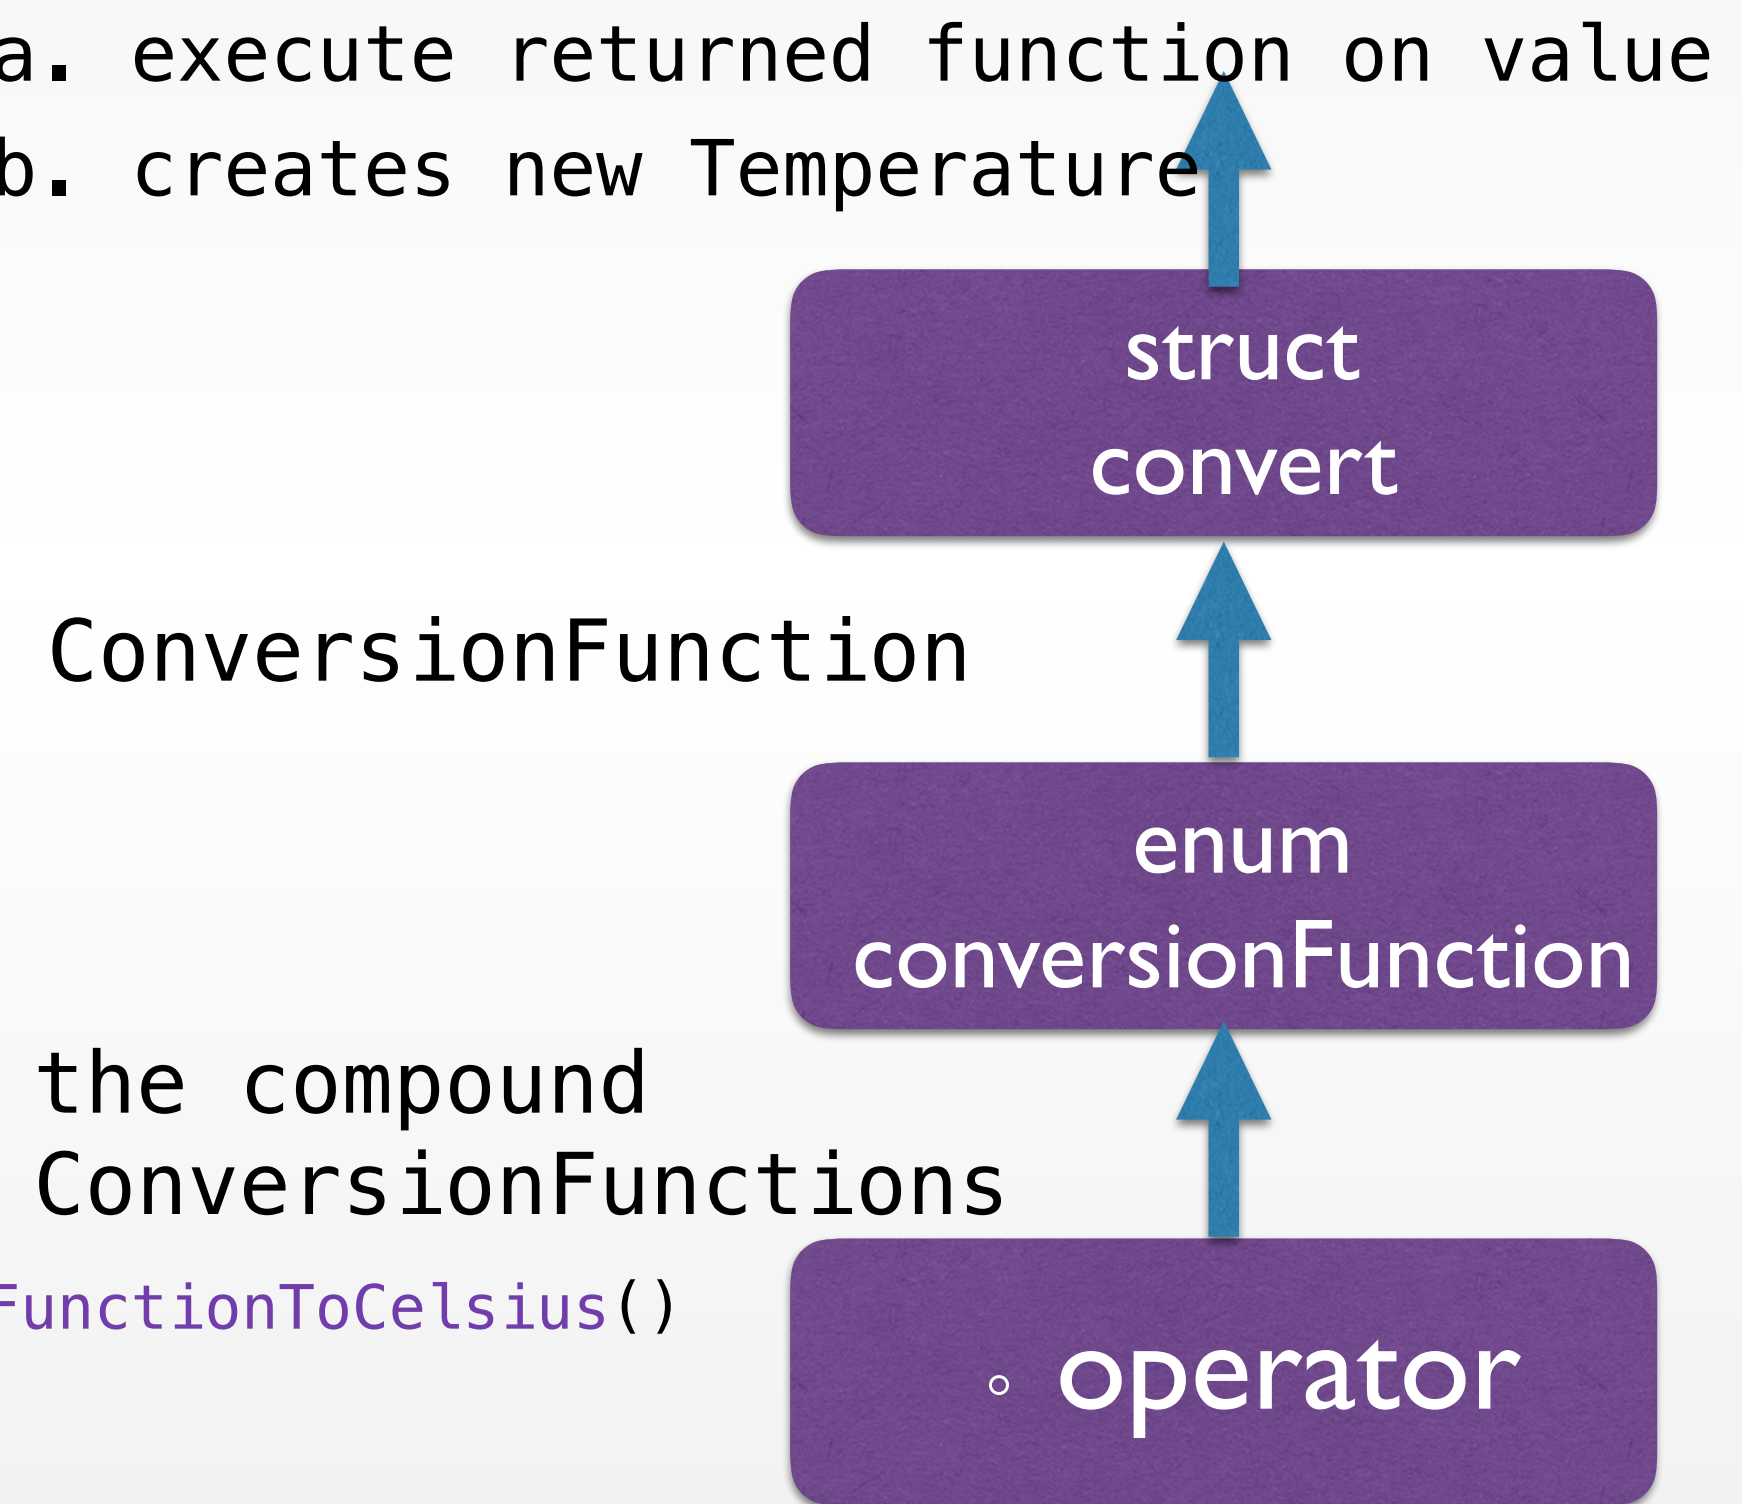 a. execute returned function on value
b. creates new Temperature
struct
convert
ConversionFunction
enum
conversionFunction
the compound
ConversionFunctions
FunctionToCelsius()
∘ operator